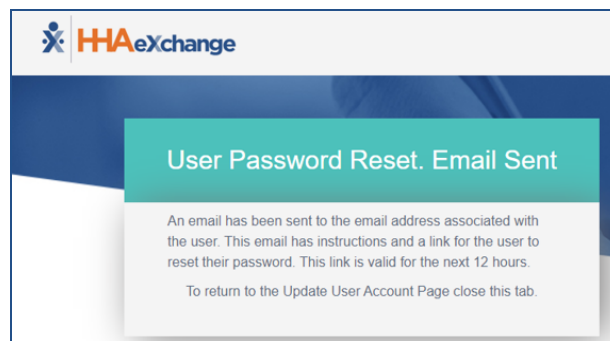 HHAeXchange
User Password Reset. Email Sent
An email has been sent to the email address associated with
the user. This email has instructions and a link for the user to
reset their password. This link is valid for the next 12 hours.
To return to the Update User Account Page close this tab.